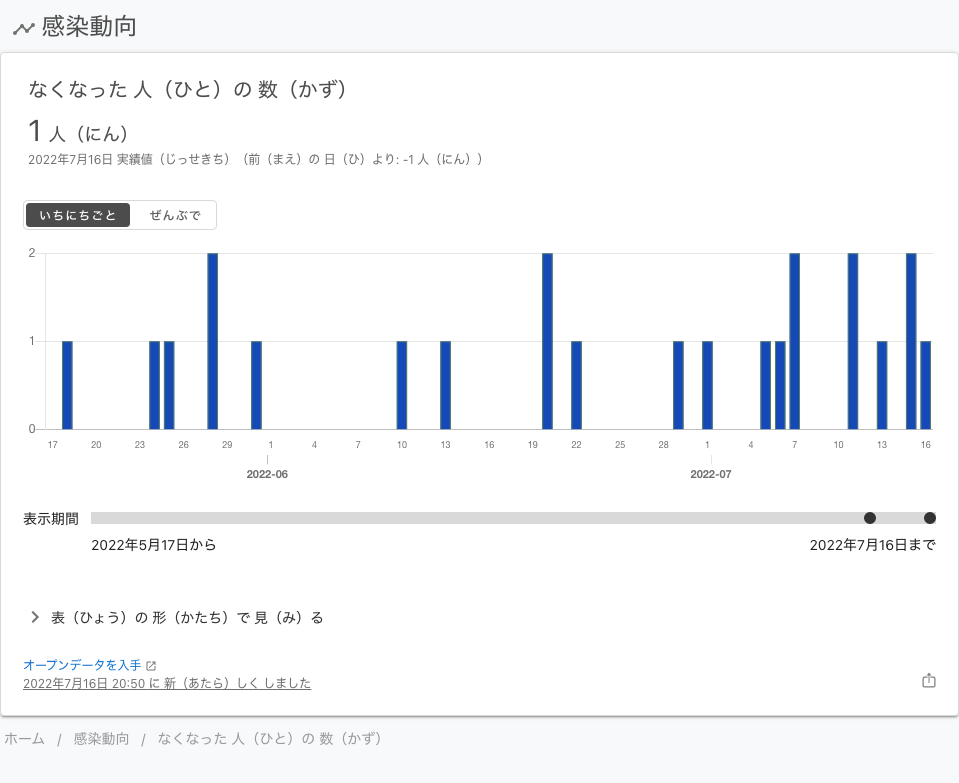 感染動向
なくなった 人（ひと）の 数（かず）
1 人（にん）
2022年7月16日 実績値（じっせきち）（前（まえ）の 日（ひ）より: -1 人（にん））
いちにちごと ぜんぶで
2
1
0
17 20 23 26 29 1 4 7 10 13 16 19 22 25 28 1 4 7 10 13 16
2022-06 2022-07
表示期間
2022年5月17日から 2022年7月16日まで
表（ひょう）の 形（かたち）で 見（み）る
オープンデータを入手
2022年7月16日 20:50 に 新（あたら）しく しました
ホーム / 感染動向 / なくなった 人（ひと）の 数（かず）